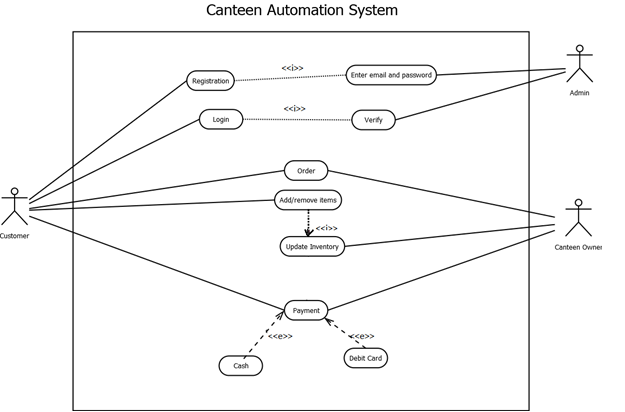 Canteen Automation System
<<i>>
Registration
Enter email and password
Admin
<<i>>
Login
Verify
Order
Add/remove items
Customer
<<i>>
Update Inventory
Canteen Owner
Payment
<<e>>
<<e>>
Cash
Debit Card